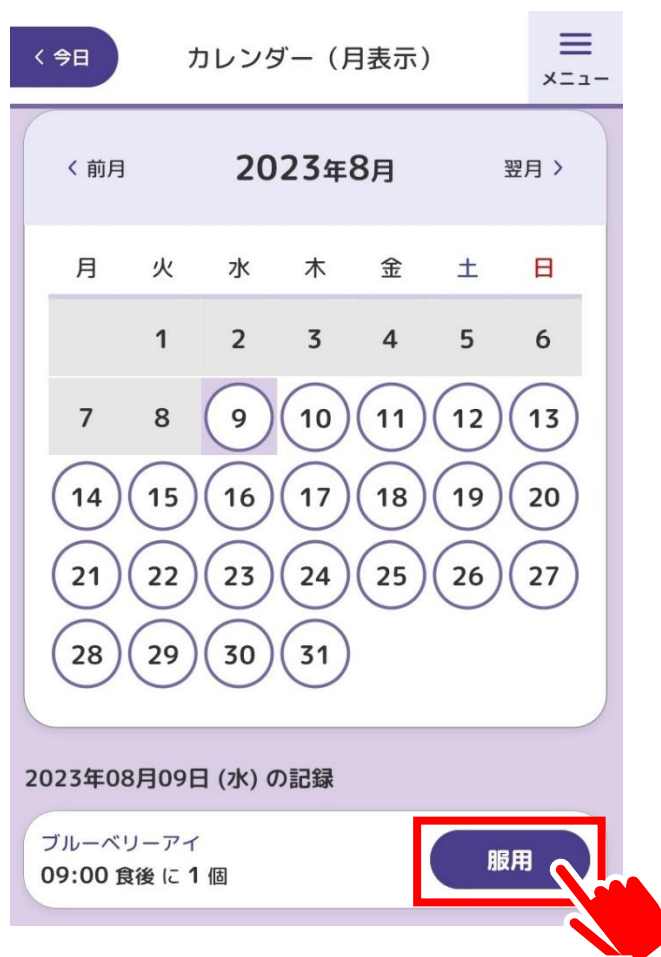 < 今日 カレンダー（月表示） メニュー
< 前月 2023年8月 翌月 >
月 火 水 木 金 土 日
1 2 3 4 5 6
7 8 9 10 11 12 13
14 15 16 17 18 19 20
21 22 23 24 25 26 27
28 29 30 31
2023年08月09日 (水) の記録
ブルーベリーアイ
09:00 食後 に 1 個
服用